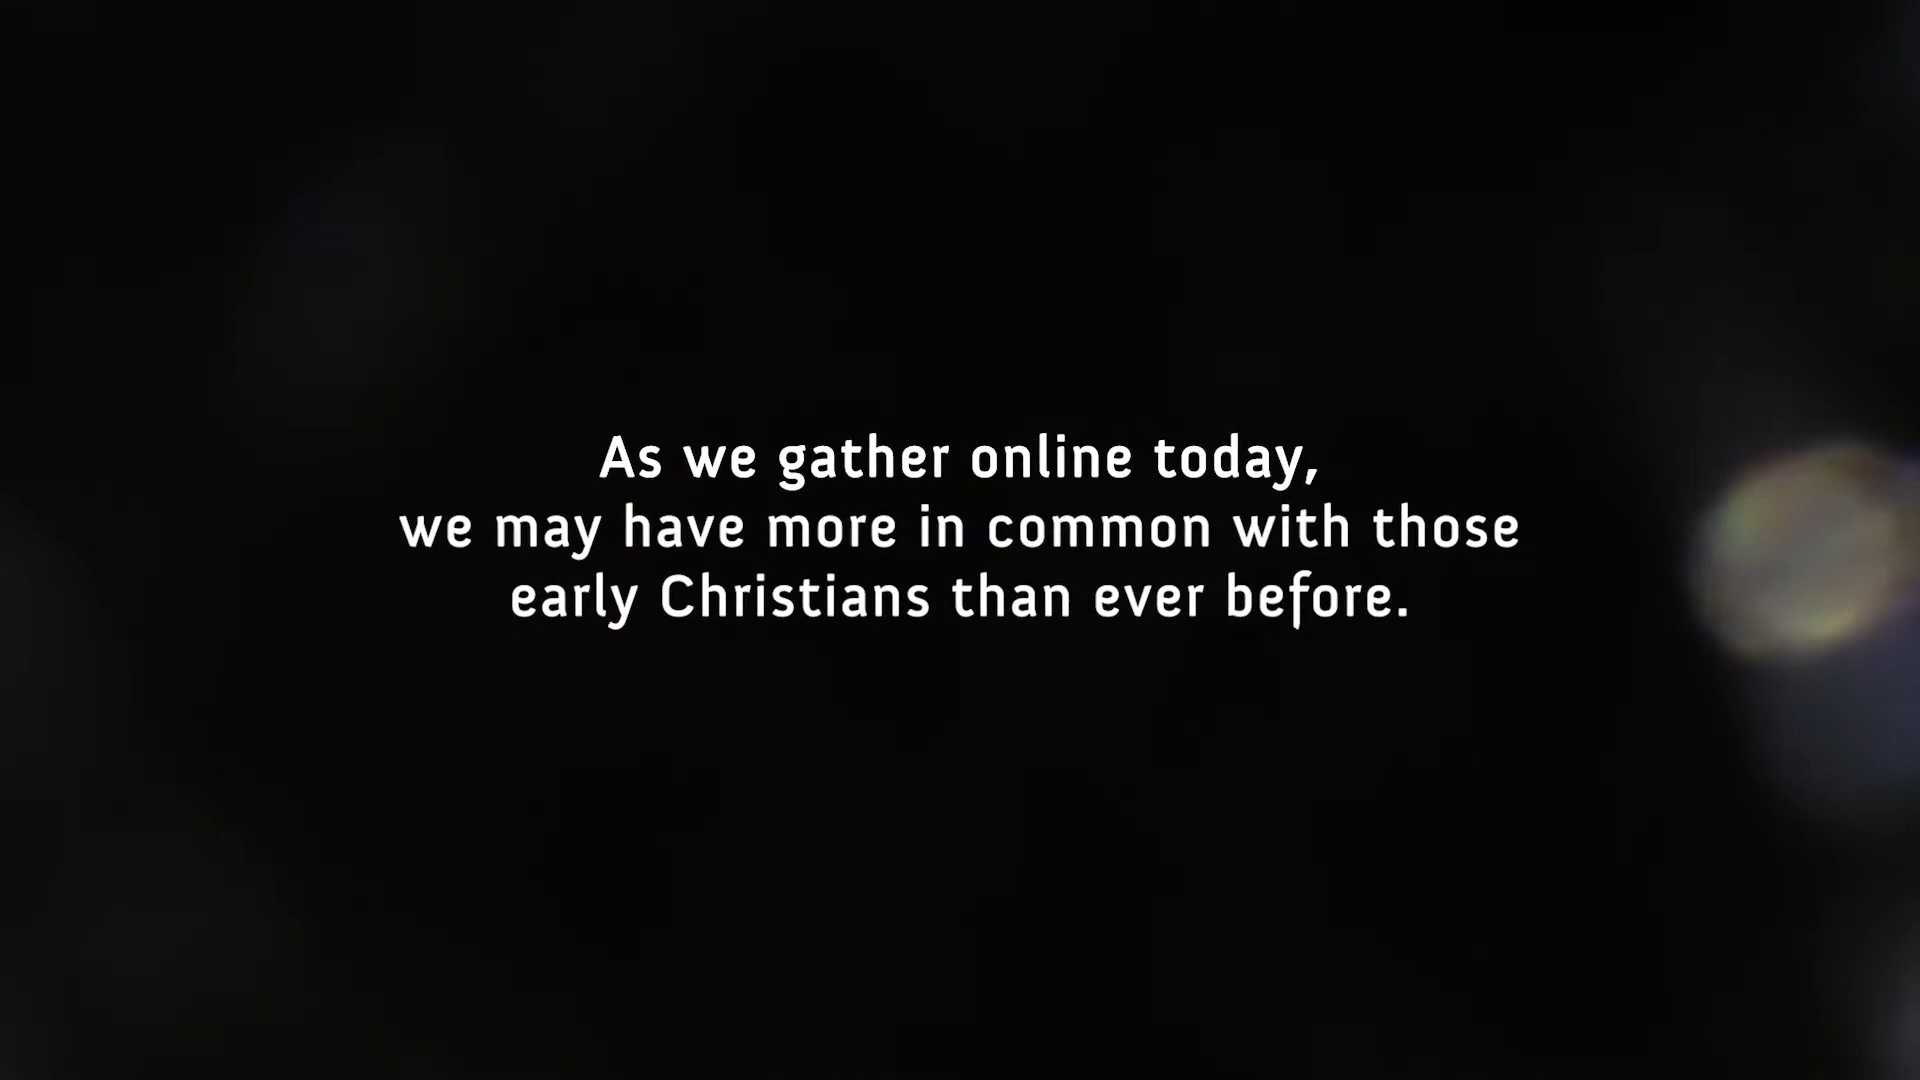 As we gather online today,
we may have more in common with those
early Christians than ever before.